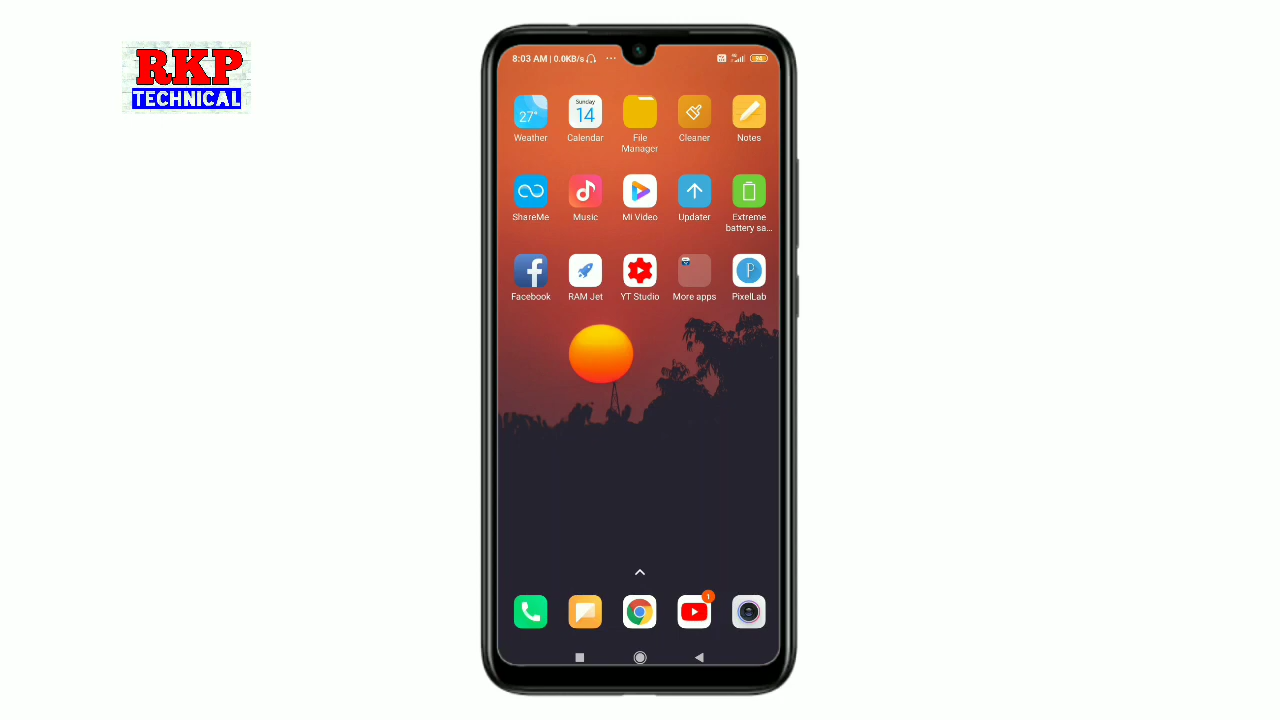 RKP
TECHNICAL
8:03 AM | 0.0KB/s ...
27°
Weather
Sunday
14
Calendar
File
Manager
Cleaner
Notes
ShareMe
Music
Mi Video
Updater
Extreme
battery sa...
Facebook
RAM Jet
YT Studio
More apps
P
PixelLab
1